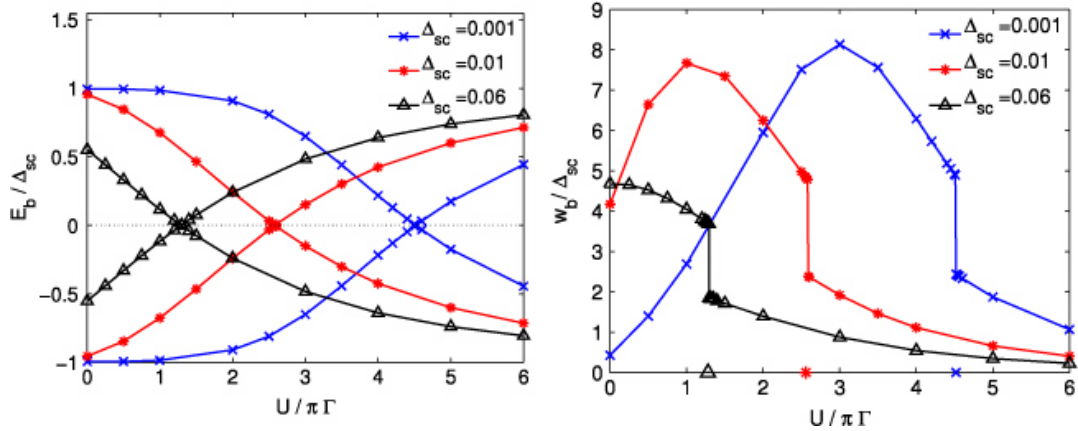 1.5
1
0.5
0
−0.5
−1
E_b / Δ_sc
Δ_sc=0.001
Δ_sc=0.01
Δ_sc=0.06
0 1 2 3 4 5 6
U / π Γ
9
8
7
6
5
4
3
2
1
0
w_b / Δ_sc
Δ_sc=0.001
Δ_sc=0.01
Δ_sc=0.06
0 1 2 3 4 5 6
U / π Γ